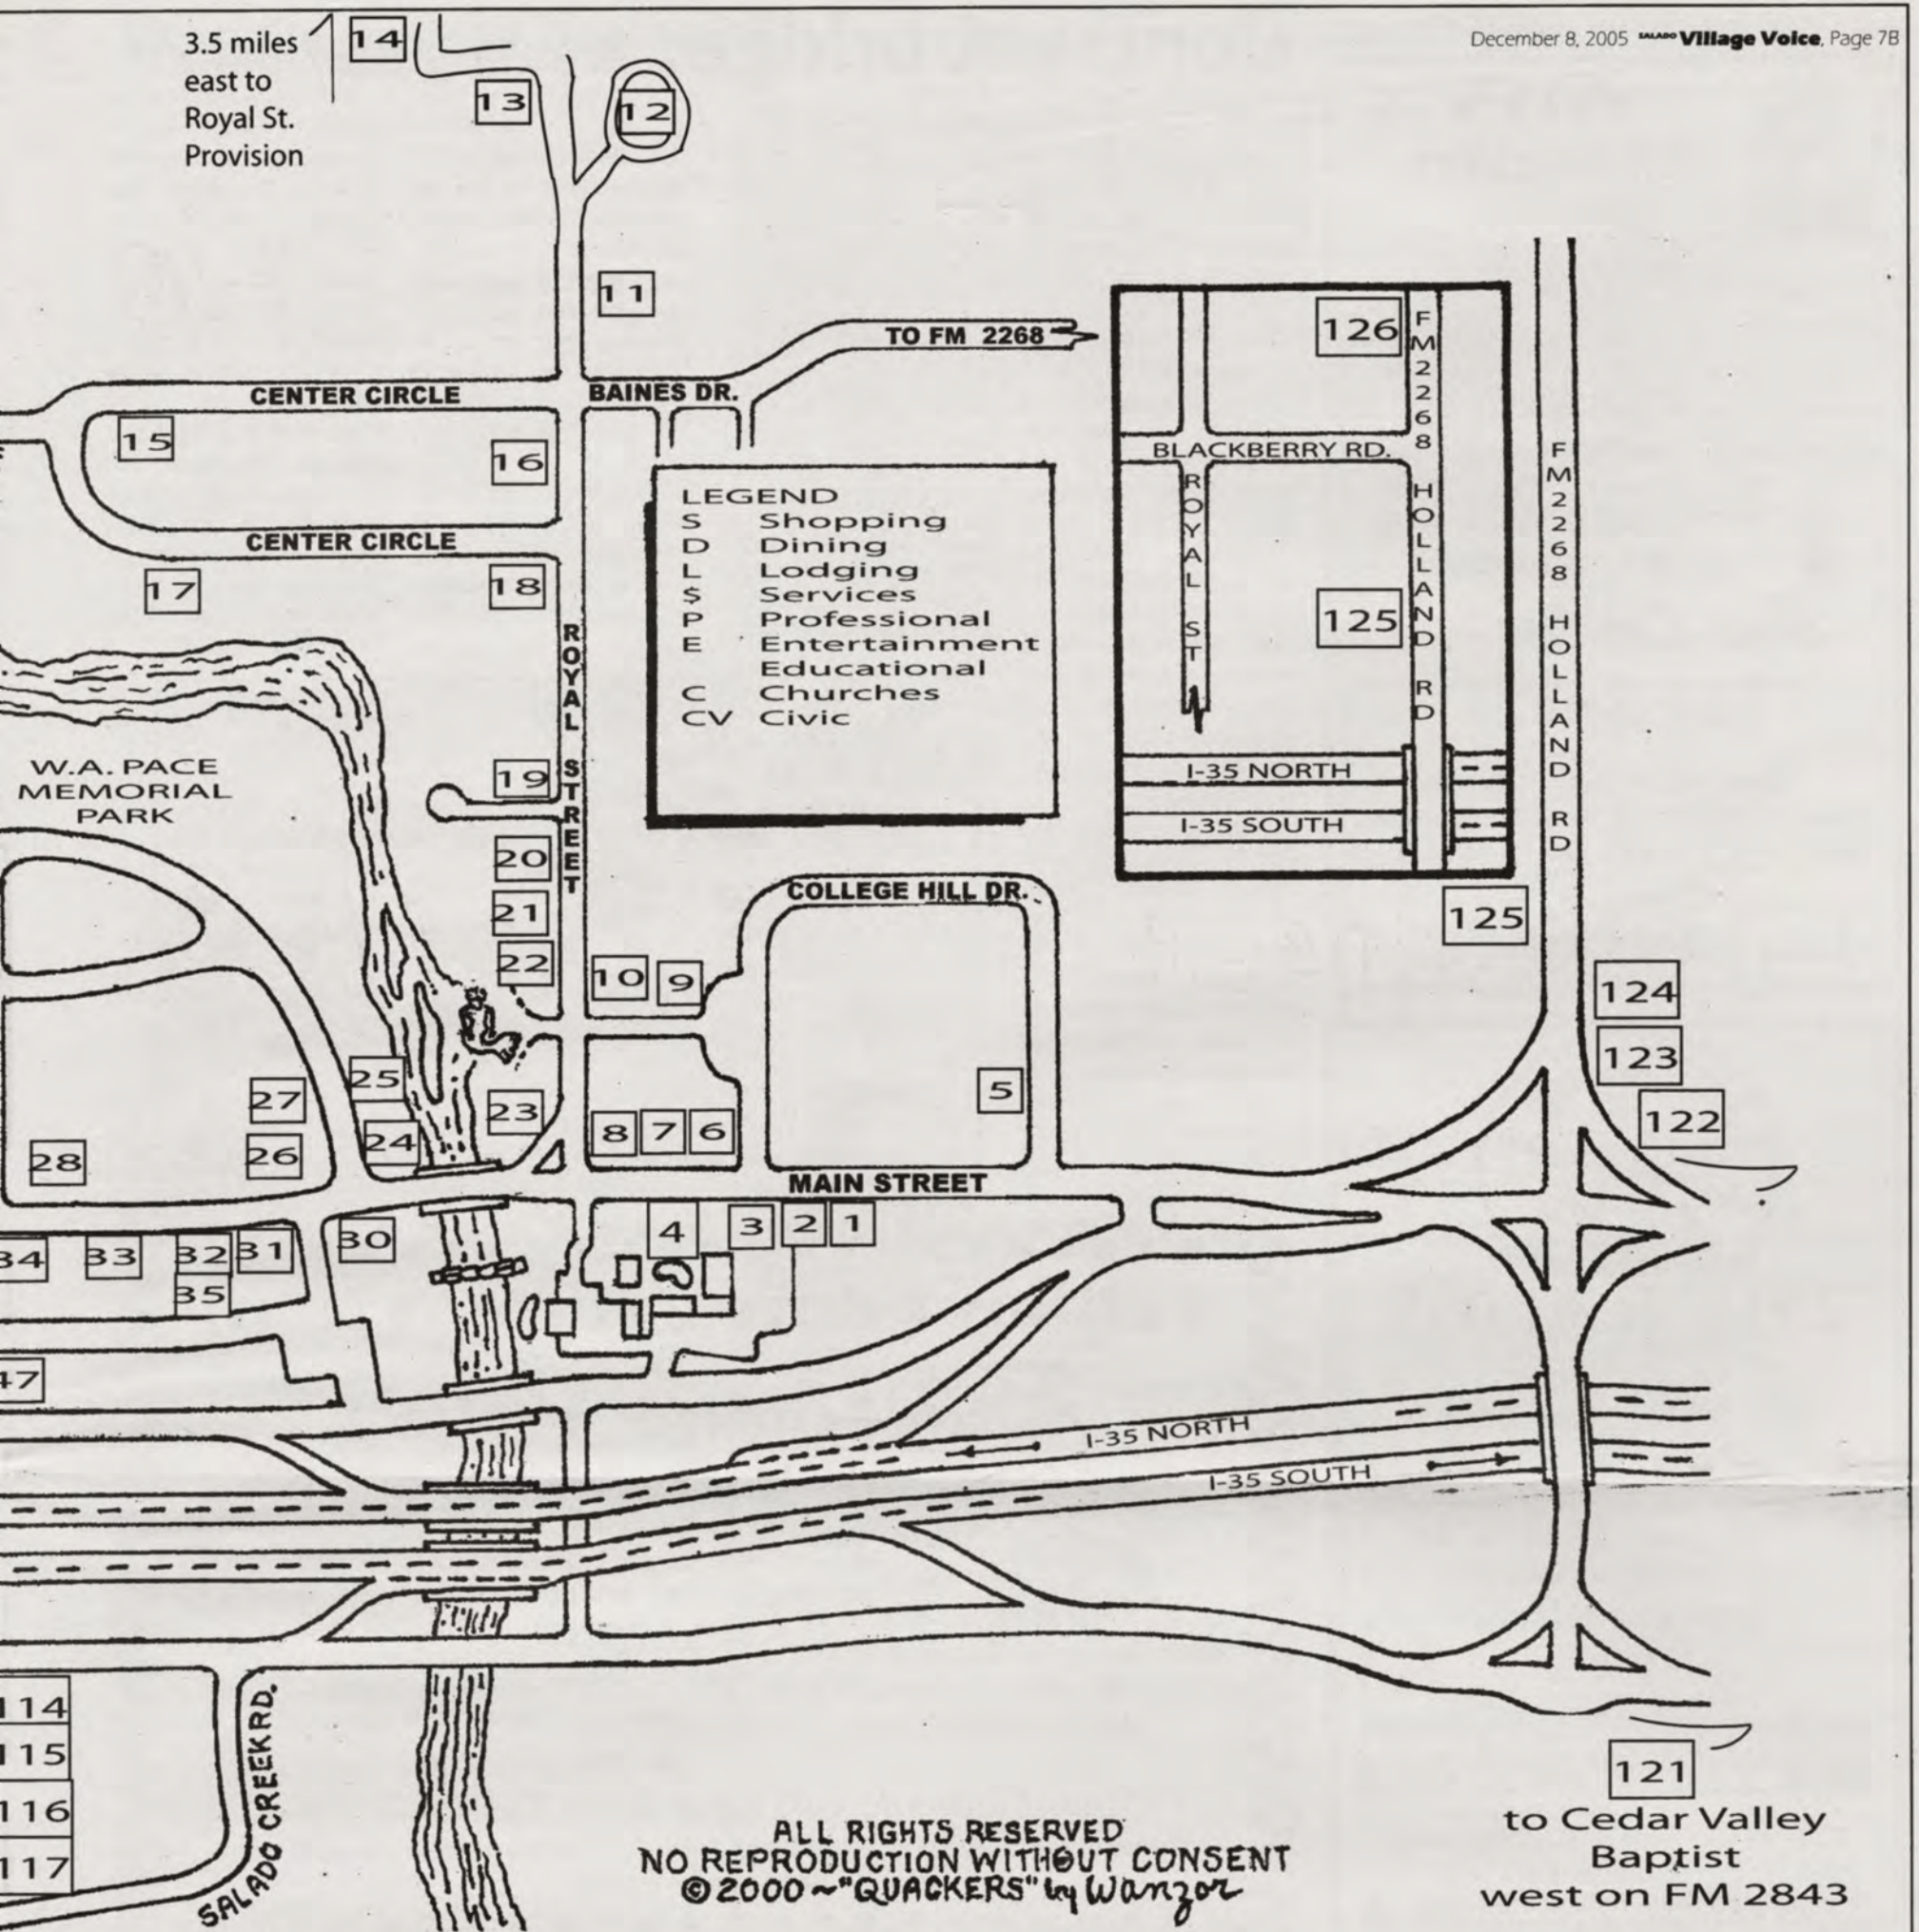 December 8, 2005 SALADO Village Voice, Page 7B
3.5 miles
east to
Royal St.
Provision
14
13
12
11
TO FM 2268
CENTER CIRCLE
BAINES DR.
15
16
CENTER CIRCLE
17
18
ROYAL STREET
LEGEND
S Shopping
D Dining
L Lodging
$ Services
P Professional
E Entertainment
Educational
C Churches
CV Civic
126
FM 2268 HOLLAND RD
BLACKBERRY RD.
ROYAL ST
125
I-35 NORTH
I-35 SOUTH
FM 2268 HOLLAND RD
W.A. PACE
MEMORIAL
PARK
19
20
21
22
COLLEGE HILL DR.
125
10
9
124
123
122
5
25
27
23
24
26
28
8
7
6
MAIN STREET
4
3
2
1
30
31
32
33
34
35
47
I-35 NORTH
I-35 SOUTH
114
115
116
117
SALADO CREEK RD.
121
to Cedar Valley
Baptist
west on FM 2843
ALL RIGHTS RESERVED
NO REPRODUCTION WITHOUT CONSENT
© 2000 ~ "QUACKERS" by Wanzor